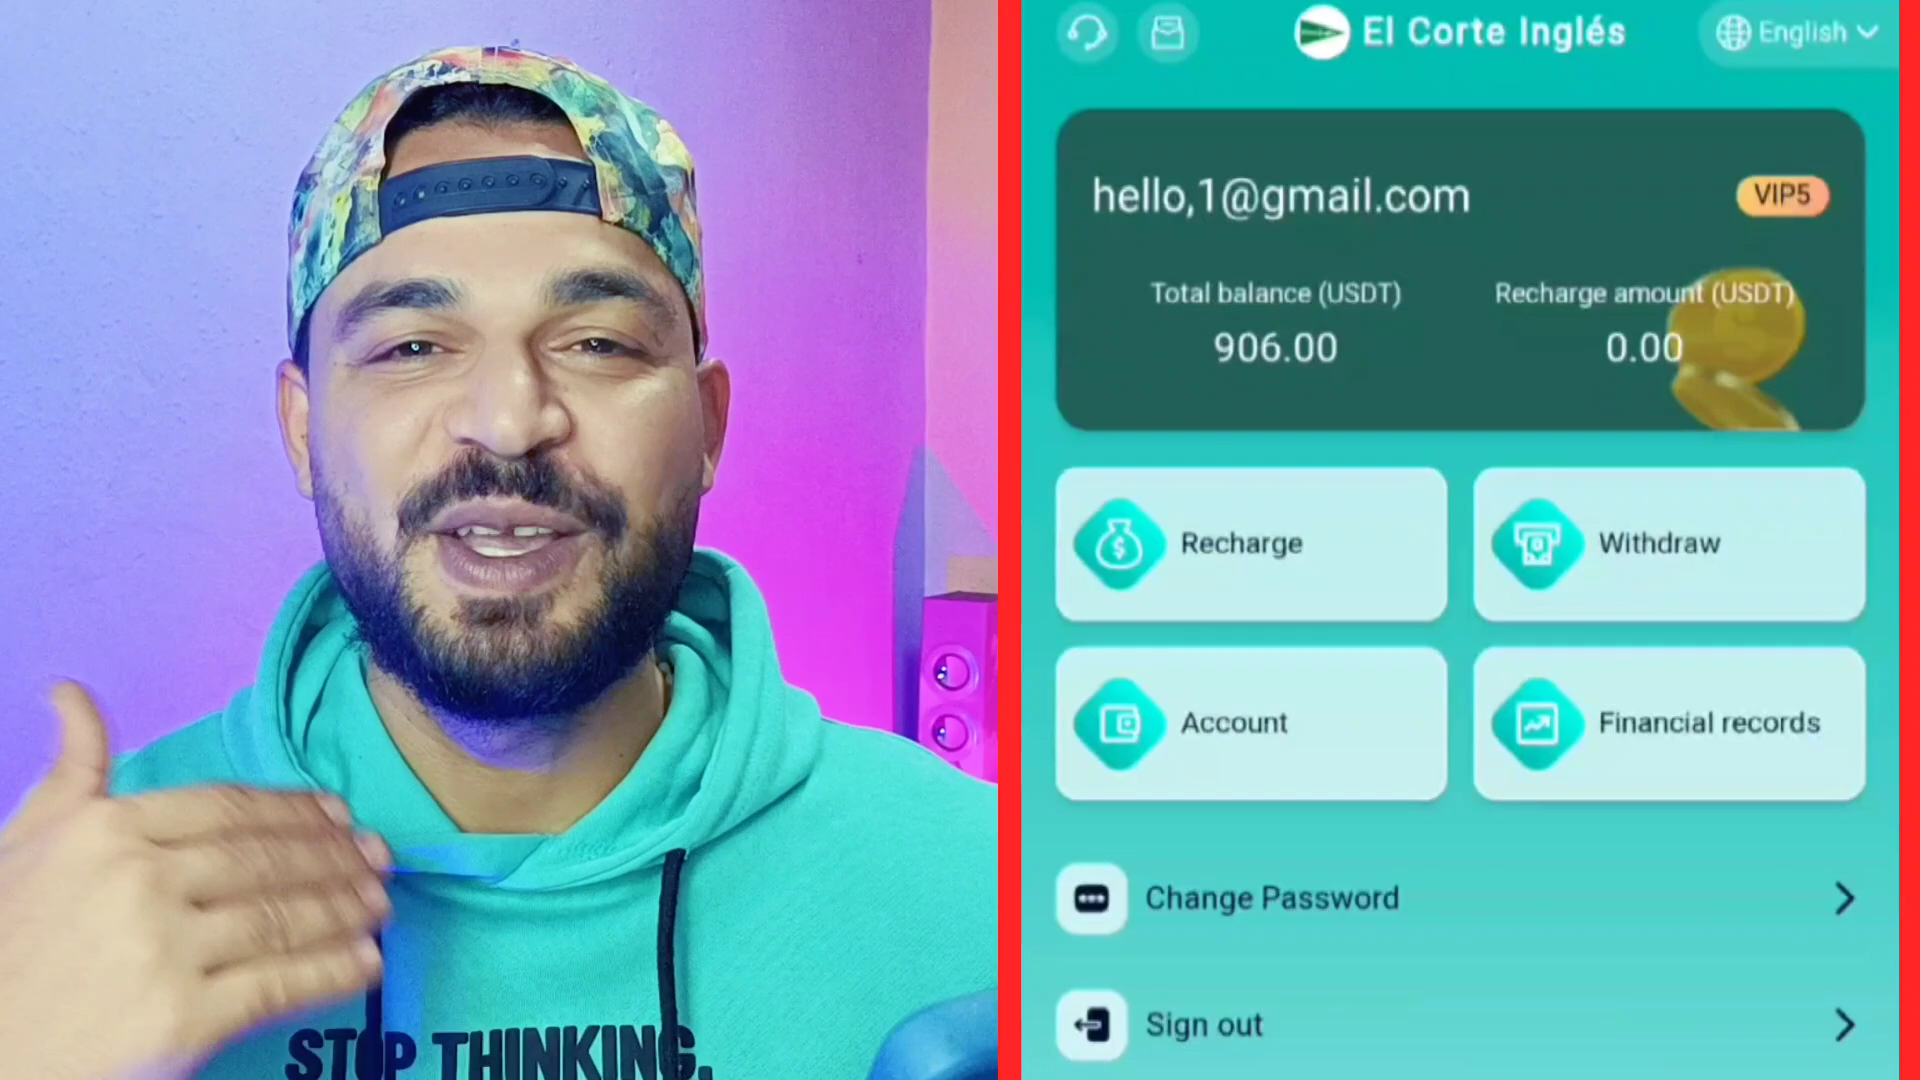 STOP THINKING.
El Corte Inglés
English
hello,1@gmail.com
VIP5
Total balance (USDT)
Recharge amount (USDT)
906.00
0.00
Recharge
Withdraw
Account
Financial records
Change Password
Sign out